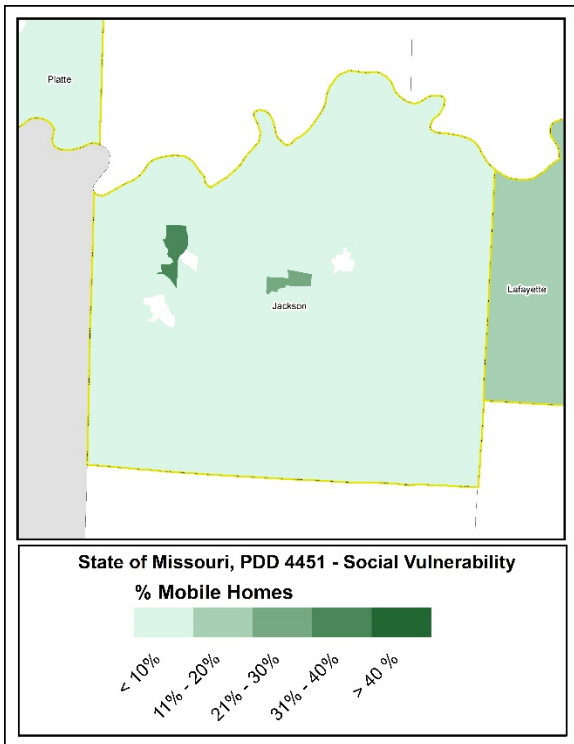 Platte
Jackson
Lafayette
State of Missouri, PDD 4451 - Social Vulnerability
% Mobile Homes
< 10%
11% - 20%
21% - 30%
31% - 40%
> 40 %